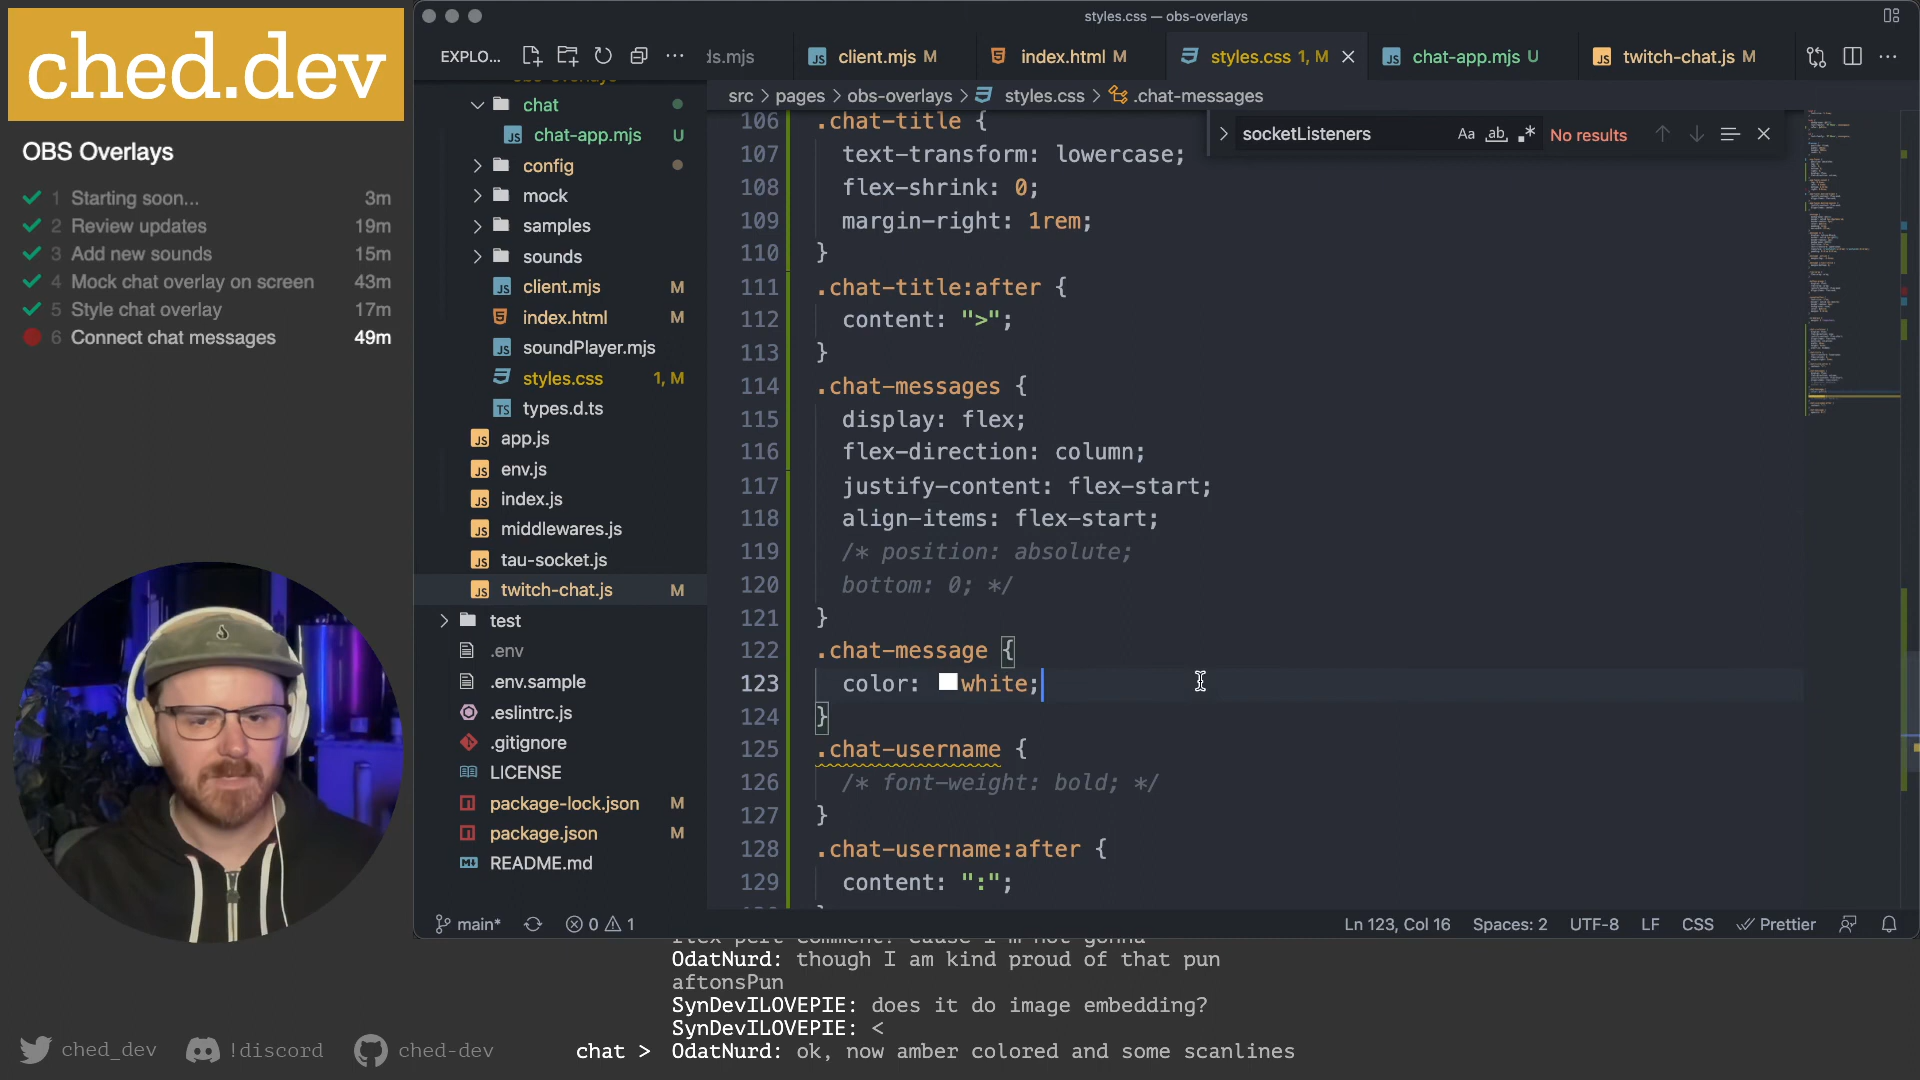 ched.dev
OBS Overlays
1 Starting soon... 3m
2 Review updates 19m
3 Add new sounds 15m
4 Mock chat overlay on screen 43m
5 Style chat overlay 17m
6 Connect chat messages 49m
styles.css — obs-overlays
EXPLO...
ds.mjs
client.mjs M
index.html M
styles.css 1, M
chat-app.mjs U
twitch-chat.js M
src > pages > obs-overlays > styles.css > .chat-messages
socketListeners
Aa ab .*
No results
obs-overlays
chat
chat-app.mjs U
config
mock
samples
sounds
client.mjs M
index.html M
soundPlayer.mjs
styles.css 1, M
types.d.ts
app.js
env.js
index.js
middlewares.js
tau-socket.js
twitch-chat.js M
test
.env
.env.sample
.eslintrc.js
.gitignore
LICENSE
package-lock.json M
package.json M
README.md
106 .chat-title {
107 text-transform: lowercase;
108 flex-shrink: 0;
109 margin-right: 1rem;
110 }
111 .chat-title:after {
112 content: ">";
113 }
114 .chat-messages {
115 display: flex;
116 flex-direction: column;
117 justify-content: flex-start;
118 align-items: flex-start;
119 /* position: absolute;
120 bottom: 0; */
121 }
122 .chat-message {
123 color: white;
124 }
125 .chat-username {
126 /* font-weight: bold; */
127 }
128 .chat-username:after {
129 content: ":";
main* 0 1
Ln 123, Col 16 Spaces: 2 UTF-8 LF CSS Prettier
OdatNurd: though I am kind proud of that pun
aftonsPun
SynDevILOVEPIE: does it do image embedding?
SynDevILOVEPIE: <
chat > OdatNurd: ok, now amber colored and some scanlines
ched_dev !discord ched-dev